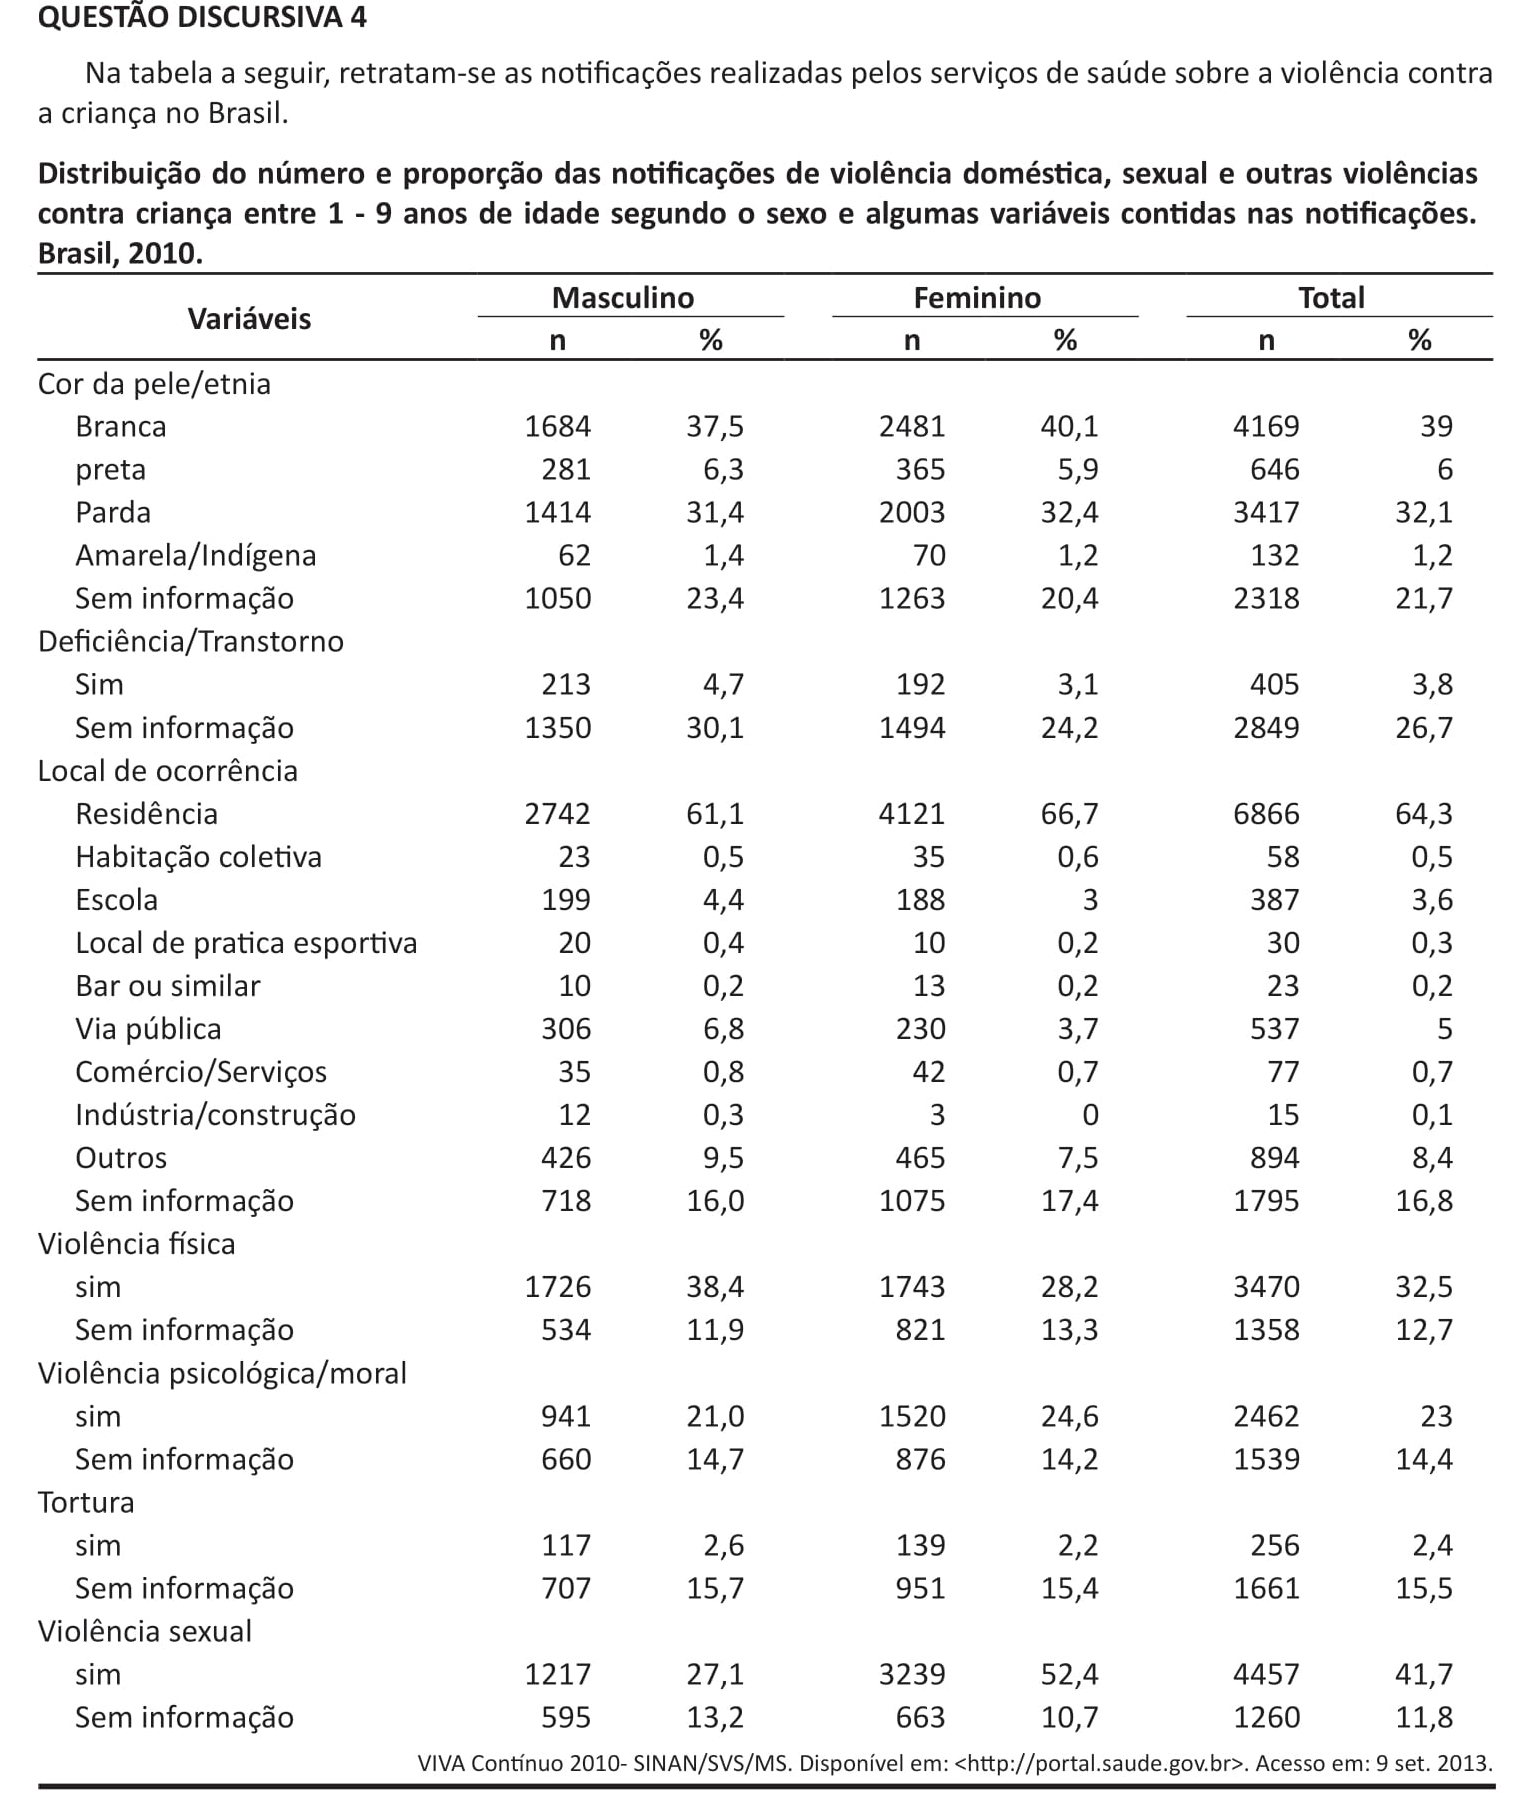 QUESTÃO DISCURSIVA 4
Na tabela a seguir, retratam-se as notificações realizadas pelos serviços de saúde sobre a violência contra
a criança no Brasil.
Distribuição do número e proporção das notificações de violência doméstica, sexual e outras violências
contra criança entre 1 - 9 anos de idade segundo o sexo e algumas variáveis contidas nas notificações.
Brasil, 2010.
Variáveis Masculino Feminino Total
n % n % n %
Cor da pele/etnia
Branca 1684 37,5 2481 40,1 4169 39
preta 281 6,3 365 5,9 646 6
Parda 1414 31,4 2003 32,4 3417 32,1
Amarela/Indígena 62 1,4 70 1,2 132 1,2
Sem informação 1050 23,4 1263 20,4 2318 21,7
Deficiência/Transtorno
Sim 213 4,7 192 3,1 405 3,8
Sem informação 1350 30,1 1494 24,2 2849 26,7
Local de ocorrência
Residência 2742 61,1 4121 66,7 6866 64,3
Habitação coletiva 23 0,5 35 0,6 58 0,5
Escola 199 4,4 188 3 387 3,6
Local de pratica esportiva 20 0,4 10 0,2 30 0,3
Bar ou similar 10 0,2 13 0,2 23 0,2
Via pública 306 6,8 230 3,7 537 5
Comércio/Serviços 35 0,8 42 0,7 77 0,7
Indústria/construção 12 0,3 3 0 15 0,1
Outros 426 9,5 465 7,5 894 8,4
Sem informação 718 16,0 1075 17,4 1795 16,8
Violência física
sim 1726 38,4 1743 28,2 3470 32,5
Sem informação 534 11,9 821 13,3 1358 12,7
Violência psicológica/moral
sim 941 21,0 1520 24,6 2462 23
Sem informação 660 14,7 876 14,2 1539 14,4
Tortura
sim 117 2,6 139 2,2 256 2,4
Sem informação 707 15,7 951 15,4 1661 15,5
Violência sexual
sim 1217 27,1 3239 52,4 4457 41,7
Sem informação 595 13,2 663 10,7 1260 11,8
VIVA Contínuo 2010- SINAN/SVS/MS. Disponível em: <http://portal.saude.gov.br>. Acesso em: 9 set. 2013.